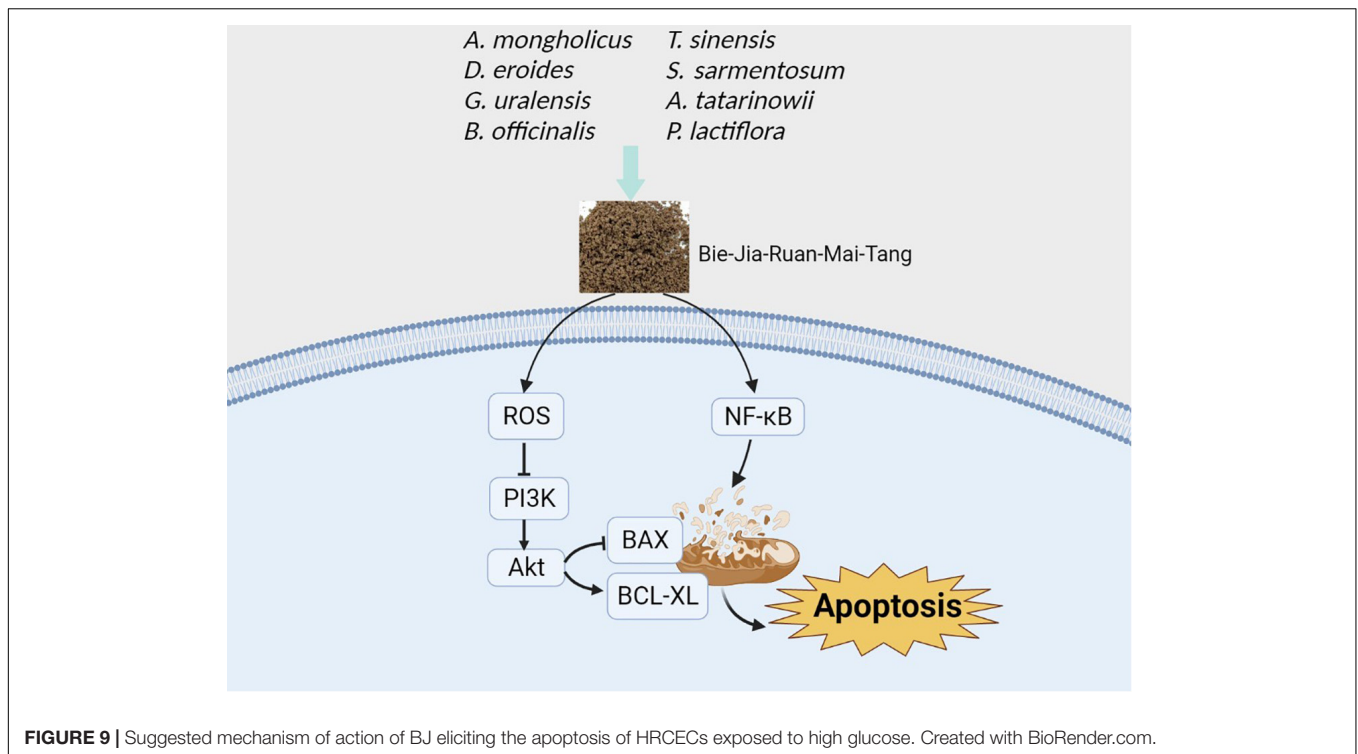 A. mongholicus T. sinensis
D. eroides S. sarmentosum
G. uralensis A. tatarinowii
B. officinalis P. lactiflora
Bie-Jia-Ruan-Mai-Tang
ROS
NF-κB
PI3K
BAX
Akt
BCL-XL
Apoptosis
FIGURE 9 | Suggested mechanism of action of BJ eliciting the apoptosis of HRCECs exposed to high glucose. Created with BioRender.com.